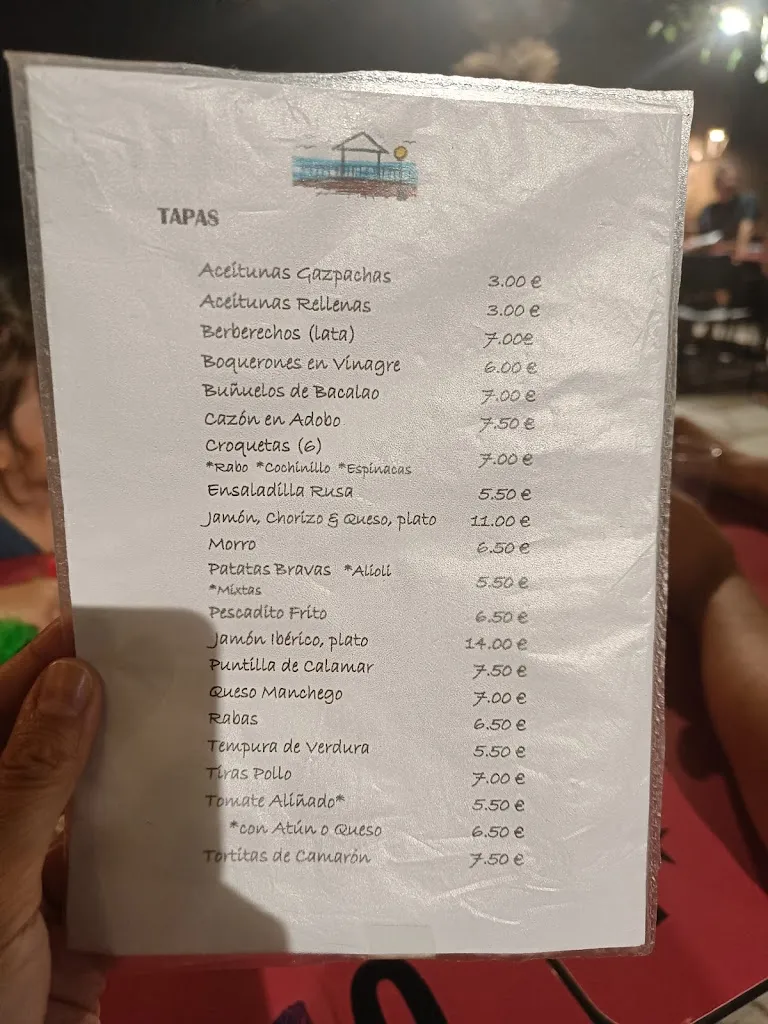 TAPAS
Aceitunas Gazpachas 3.00 €
Aceitunas Rellenas 3.00 €
Berberechos (lata) 7.00€
Boquerones en Vinagre 6.00 €
Buñuelos de Bacalao 7.00 €
Cazón en Adobo 7.50 €
Croquetas (6) 7.00 €
*Rabo *Cochinillo *Espinacas
Ensaladilla Rusa 5.50 €
Jamón, Chorizo & Queso, plato 11.00 €
Morro 6.50 €
Patatas Bravas *Alioli 5.50 €
*Mixtas
Pescadito Frito 6.50 €
Jamón Ibérico, plato 14.00 €
Puntilla de Calamar 7.50 €
Queso Manchego 7.00 €
Rabas 6.50 €
Tempura de Verdura 5.50 €
Tiras Pollo 7.00 €
Tomate Aliñado* 5.50 €
*con Atún o Queso 6.50 €
Tortitas de Camarón 7.50 €